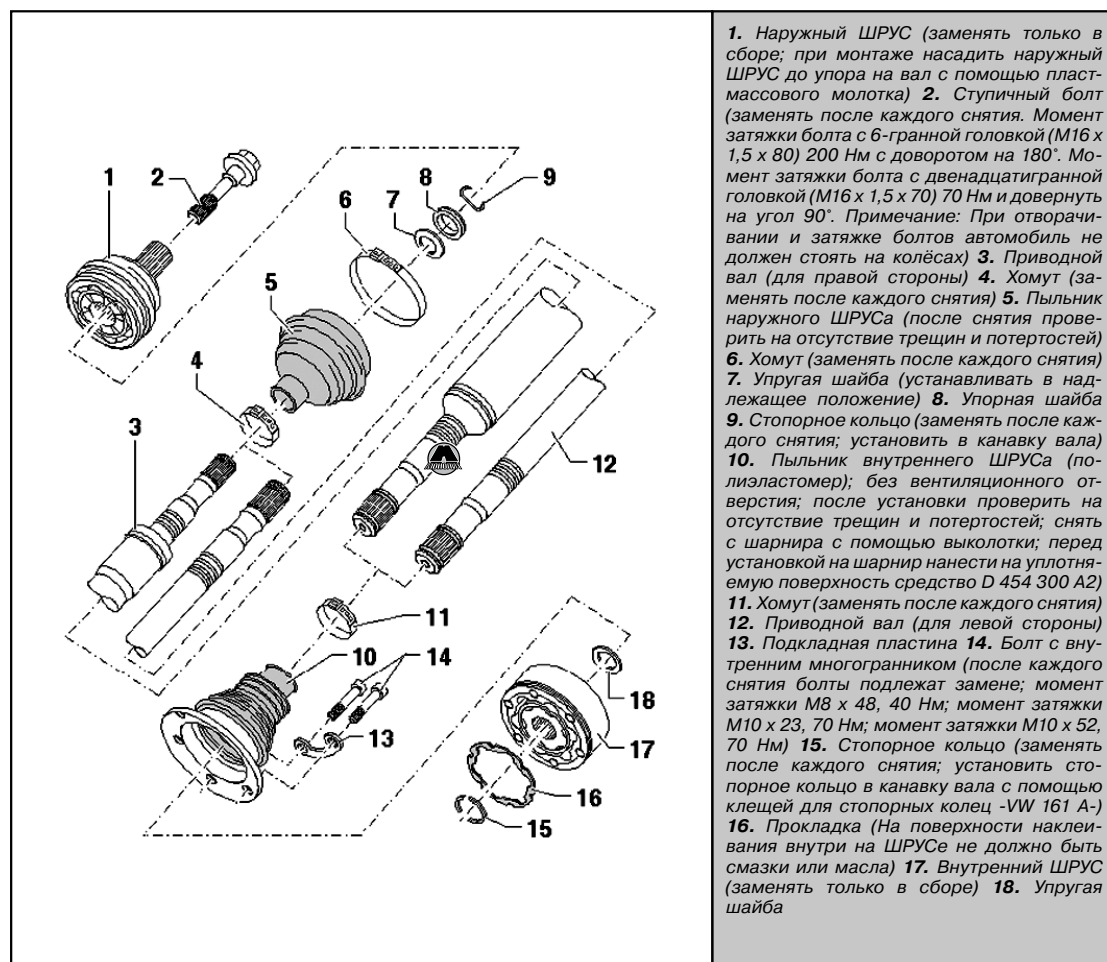 1
2
3
4
5
6
7
8
9
10
11
12
13
14
15
16
17
18
1. Наружный ШРУС (заменять только в
сборе; при монтаже насадить наружный
ШРУС до упора на вал с помощью пласт-
массового молотка) 2. Ступичный болт
(заменять после каждого снятия. Момент
затяжки болта с 6-гранной головкой (М16 х
1,5 х 80) 200 Нм с доворотом на 180°. Мо-
мент затяжки болта с двенадцатигранной
головкой (М16 х 1,5 х 70) 70 Нм и довернуть
на угол 90°. Примечание: При отворачи-
вании и затяжке болтов автомобиль не
должен стоять на колёсах) 3. Приводной
вал (для правой стороны) 4. Хомут (за-
менять после каждого снятия) 5. Пыльник
наружного ШРУСа (после снятия прове-
рить на отсутствие трещин и потертостей)
6. Хомут (заменять после каждого снятия)
7. Упругая шайба (устанавливать в над-
лежащее положение) 8. Упорная шайба
9. Стопорное кольцо (заменять после каж-
дого снятия; установить в канавку вала)
10. Пыльник внутреннего ШРУСа (по-
лиэластомер); без вентиляционного от-
верстия; после установки проверить на
отсутствие трещин и потертостей; снять
с шарнира с помощью выколотки; перед
установкой на шарнир нанести на уплотня-
емую поверхность средство D 454 300 А2)
11. Хомут (заменять после каждого снятия)
12. Приводной вал (для левой стороны)
13. Подкладная пластина 14. Болт с вну-
тренним многогранником (после каждого
снятия болты подлежат замене; момент
затяжки М8 х 48, 40 Нм; момент затяжки
М10 х 23, 70 Нм; момент затяжки М10 х 52,
70 Нм) 15. Стопорное кольцо (заменять
после каждого снятия; установить сто-
порное кольцо в канавку вала с помощью
клещей для стопорных колец -VW 161 A-)
16. Прокладка (На поверхности наклеи-
вания внутри на ШРУСе не должно быть
смазки или масла) 17. Внутренний ШРУС
(заменять только в сборе) 18. Упругая
шайба